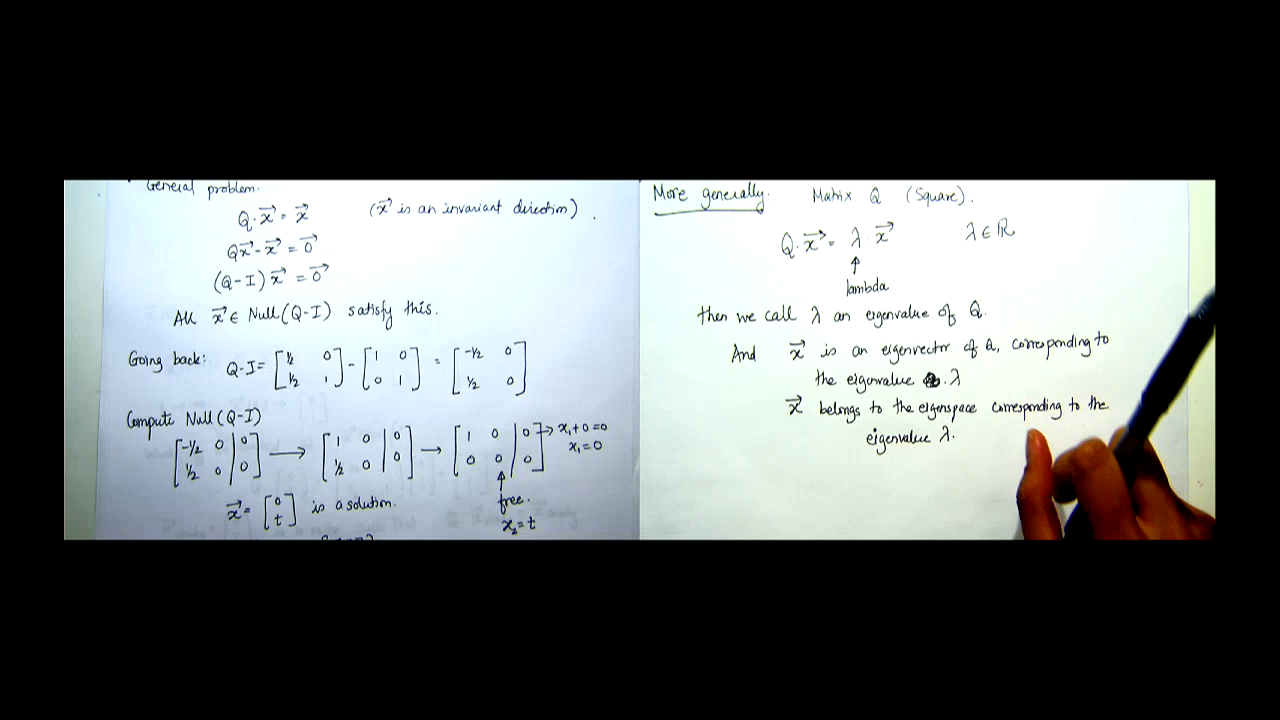 General problem.
Q·x⃗ = x⃗ (x⃗ is an invariant direction).
Qx⃗ - x⃗ = 0⃗
(Q-I)x⃗ = 0⃗
All x⃗ ∈ Null(Q-I) satisfy this.
Going back: Q-I = [1/2 0; 1/2 1] - [1 0; 0 1] = [-1/2 0; 1/2 0]
Compute Null(Q-I)
[-1/2 0 | 0; 1/2 0 | 0] → [1 0 | 0; 1/2 0 | 0] → [1 0 | 0; 0 0 | 0] → x₁+0=0
x₁=0
↑
free.
x₂=t
x⃗ = [0; t] is a solution.
More generally. Matrix Q (Square).
Q·x⃗ = λ x⃗ λ ∈ ℝ
↑
lambda
then we call λ an eigenvalue of Q.
And x⃗ is an eigenvector of Q, corresponding to
the eigenvalue λ
x⃗ belongs to the eigenspace corresponding to the
eigenvalue λ.